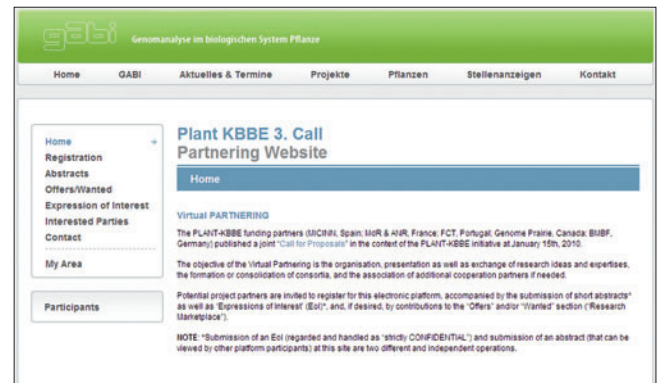 gabi Genomanalyse im biologischen System Pflanze
Home GABI Aktuelles & Termine Projekte Pflanzen Stellenanzeigen Kontakt
Home
Registration
Abstracts
Offers/Wanted
Expression of Interest
Interested Parties
Contact
My Area
Participants
Plant KBBE 3. Call
Partnering Website
Home
Virtual PARTNERING
The PLANT-KBBE funding partners (MICINN, Spain; MdR & ANR, France; FCT, Portugal; Genome Prairie, Canada; BMBF,
Germany) published a joint "Call for Proposals" in the context of the PLANT-KBBE initiative at January 15th, 2010.
The objective of the Virtual Partnering is the organisation, presentation as well as exchange of research ideas and expertises,
the formation or consolidation of consortia, and the association of additional cooperation partners if needed.
Potential project partners are invited to register for this electronic platform, accompanied by the submission of short abstracts*
as well as 'Expressions of Interest' (EoI)*, and, if desired, by contributions to the "Offers" and/or "Wanted" section ("Research
Marketplace").
NOTE: *Submission of an EoI (regarded and handled as "strictly CONFIDENTIAL") and submission of an abstract (that can be
viewed by other platform participants) at this site are two different and independent operations.